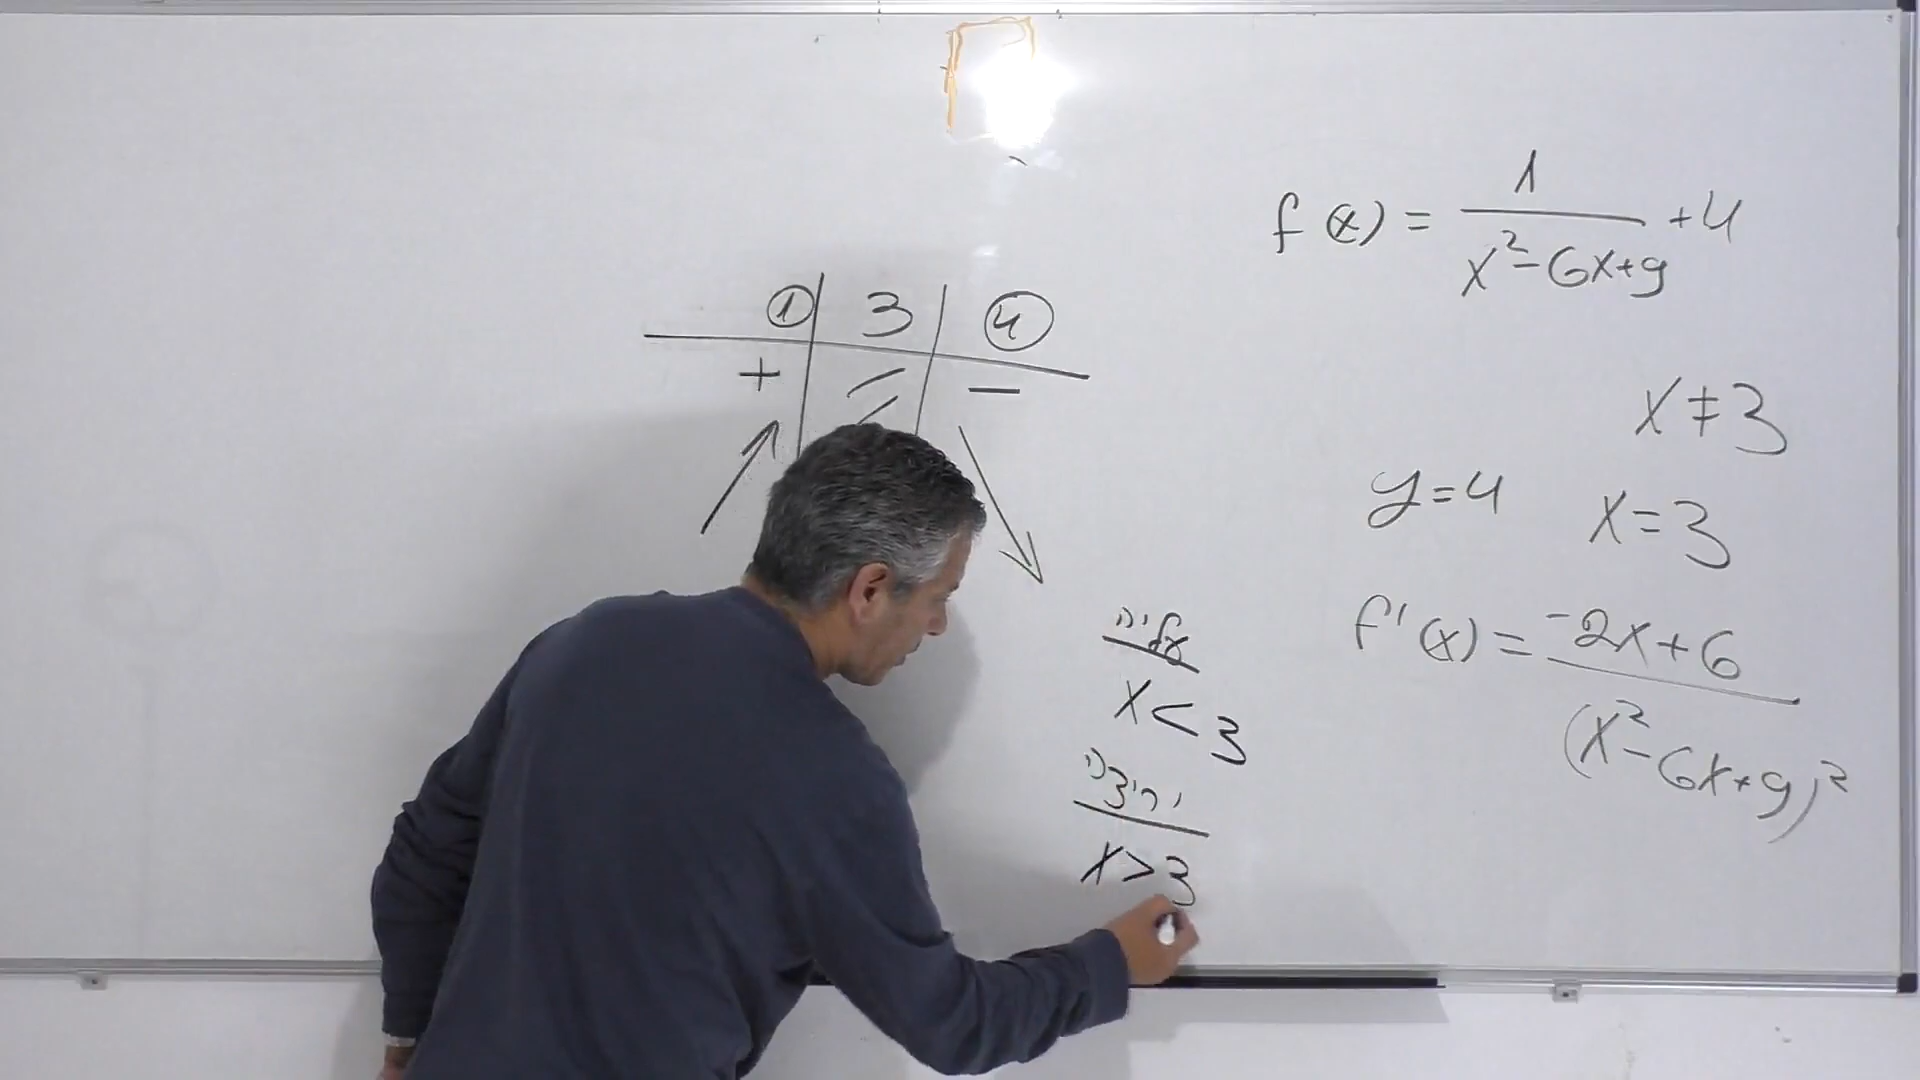 f(x) = 1/(x²-6x+9) +4
x≠3
y=4 x=3
f'(x) = (-2x+6)/(x²-6x+9)²
① | 3 | ④
+ | = | −
x<3
x>3